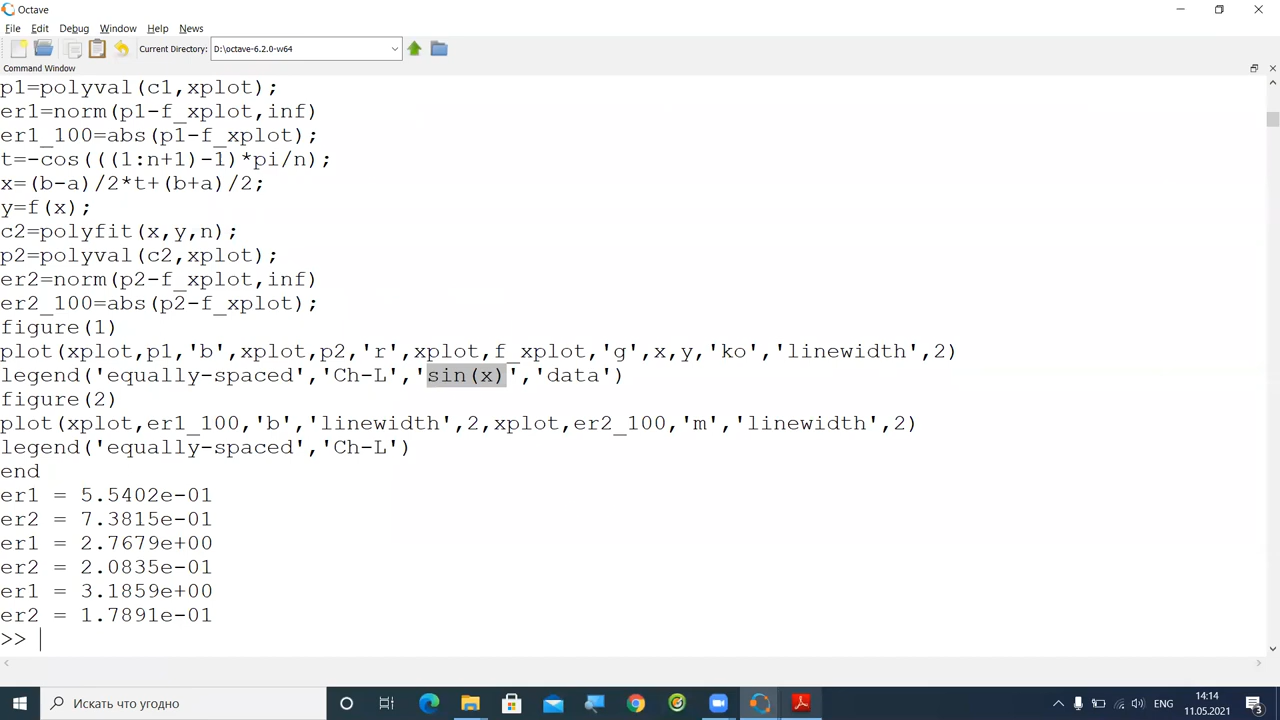 Octave
File Edit Debug Window Help News
Current Directory: D:\octave-6.2.0-w64
Command Window
p1=polyval(c1,xplot);
er1=norm(p1-f_xplot,inf)
er1_100=abs(p1-f_xplot);
t=-cos(((1:n+1)-1)*pi/n);
x=(b-a)/2*t+(b+a)/2;
y=f(x);
c2=polyfit(x,y,n);
p2=polyval(c2,xplot);
er2=norm(p2-f_xplot,inf)
er2_100=abs(p2-f_xplot);
figure(1)
plot(xplot,p1,'b',xplot,p2,'r',xplot,f_xplot,'g',x,y,'ko','linewidth',2)
legend('equally-spaced','Ch-L','sin(x)','data')
figure(2)
plot(xplot,er1_100,'b','linewidth',2,xplot,er2_100,'m','linewidth',2)
legend('equally-spaced','Ch-L')
end
er1 = 5.5402e-01
er2 = 7.3815e-01
er1 = 2.7679e+00
er2 = 2.0835e-01
er1 = 3.1859e+00
er2 = 1.7891e-01
>>
Искать что угодно
ENG
14:14
11.05.2021
3